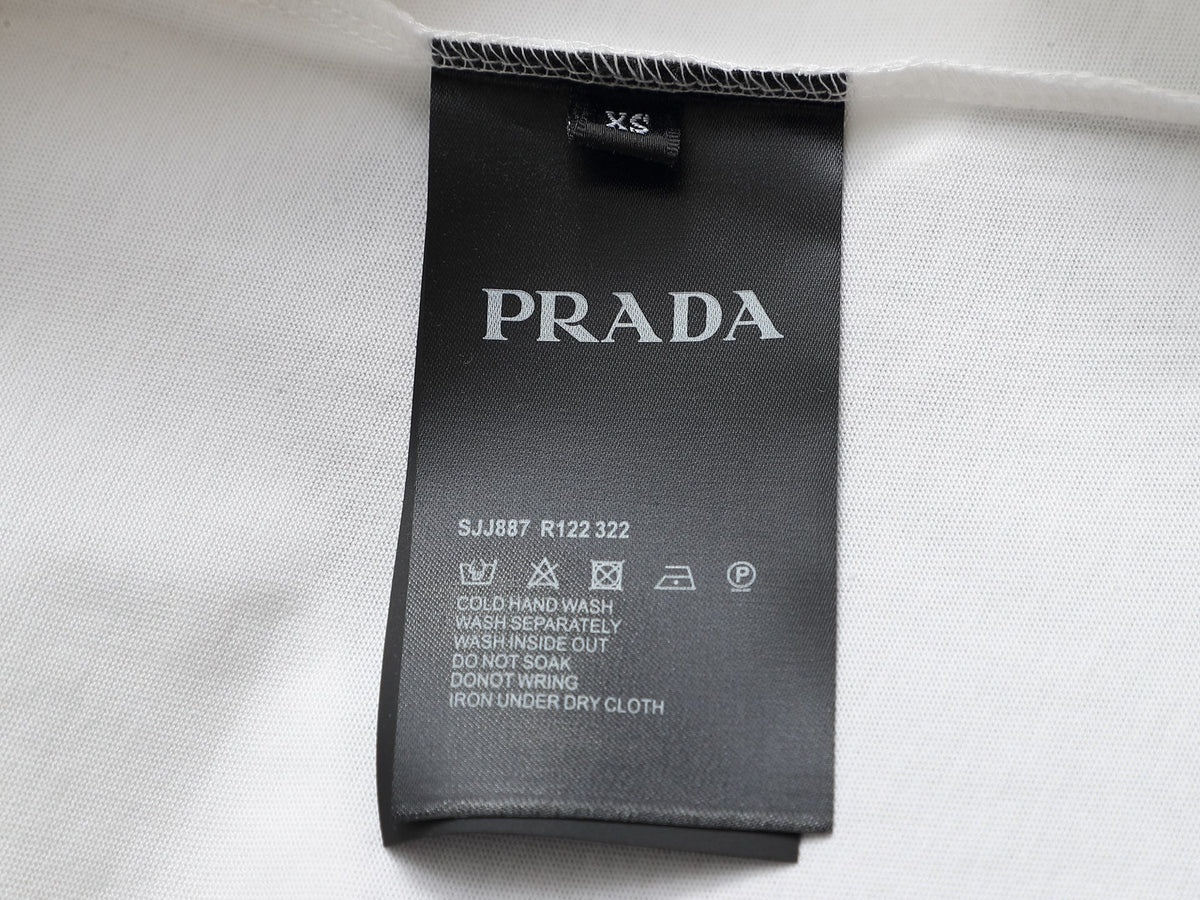 XS
PRADA
SJJ887 R122 322
P
COLD HAND WASH
WASH SEPARATELY
WASH INSIDE OUT
DO NOT SOAK
DONOT WRING
IRON UNDER DRY CLOTH